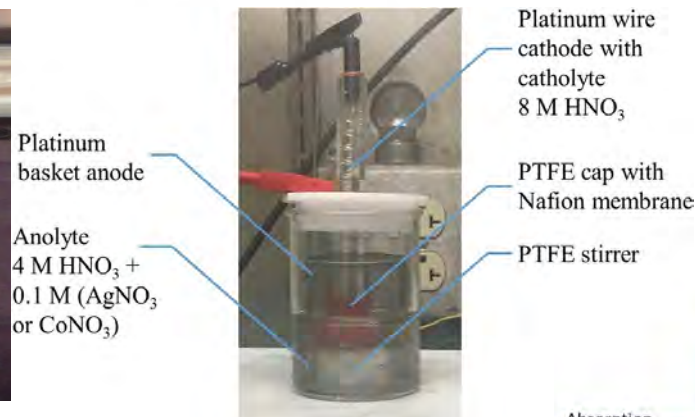 Platinum wire
cathode with
catholyte
8 M HNO₃
Platinum
basket anode
PTFE cap with
Nafion membrane
Anolyte
4 M HNO₃ +
0.1 M (AgNO₃
or CoNO₃)
PTFE stirrer